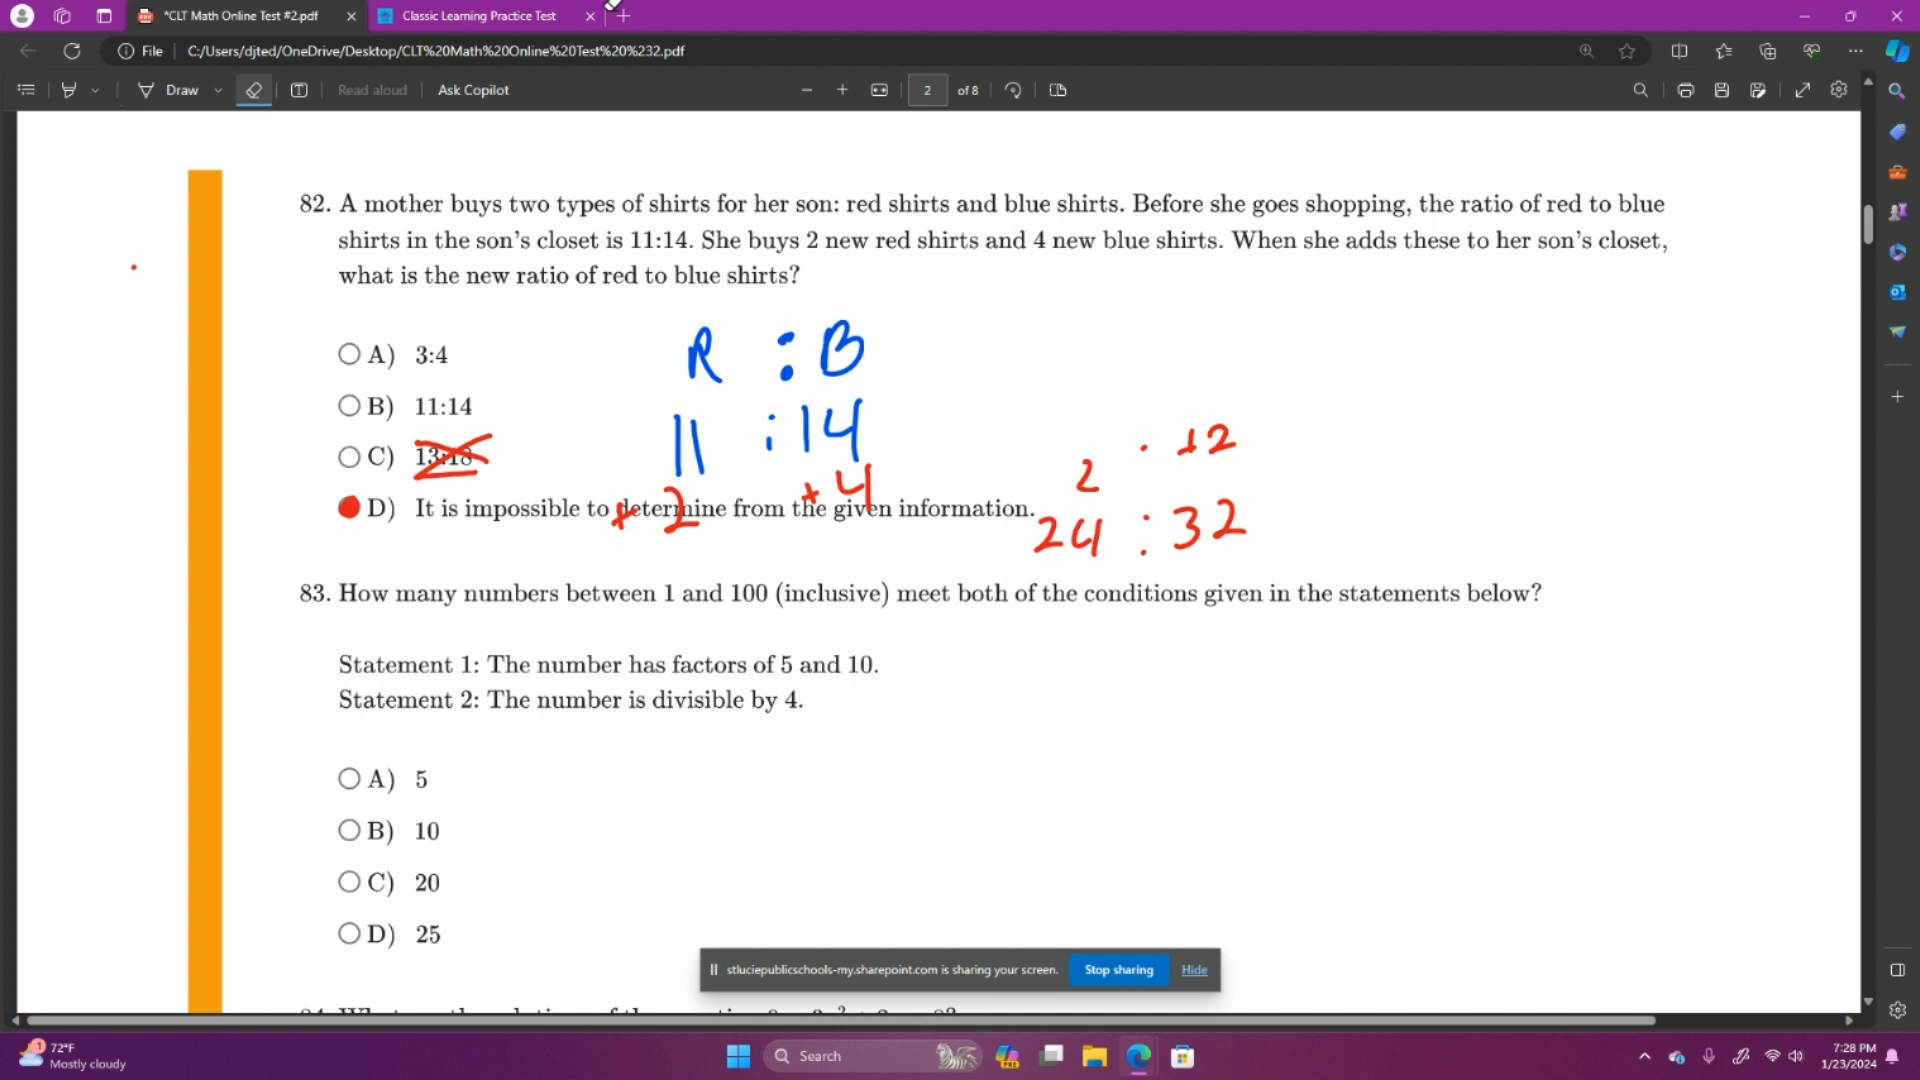 *CLT Math Online Test #2.pdf
Classic Learning Practice Test
File
C:/Users/djted/OneDrive/Desktop/CLT%20Math%20Online%20Test%20%232.pdf
Draw
Read aloud
Ask Copilot
2
of 8
82. A mother buys two types of shirts for her son: red shirts and blue shirts. Before she goes shopping, the ratio of red to blue
shirts in the son's closet is 11:14. She buys 2 new red shirts and 4 new blue shirts. When she adds these to her son's closet,
what is the new ratio of red to blue shirts?
R : B
A) 3:4
B) 11:14
11 : 14
C) 13:18
+2
+4
D) It is impossible to determine from the given information.
2
24 : 32
83. How many numbers between 1 and 100 (inclusive) meet both of the conditions given in the statements below?
Statement 1: The number has factors of 5 and 10.
Statement 2: The number is divisible by 4.
A) 5
B) 10
C) 20
D) 25
stluciepublicschools-my.sharepoint.com is sharing your screen.
Stop sharing
Hide
1
72°F
Mostly cloudy
Search
7:28 PM
1/23/2024